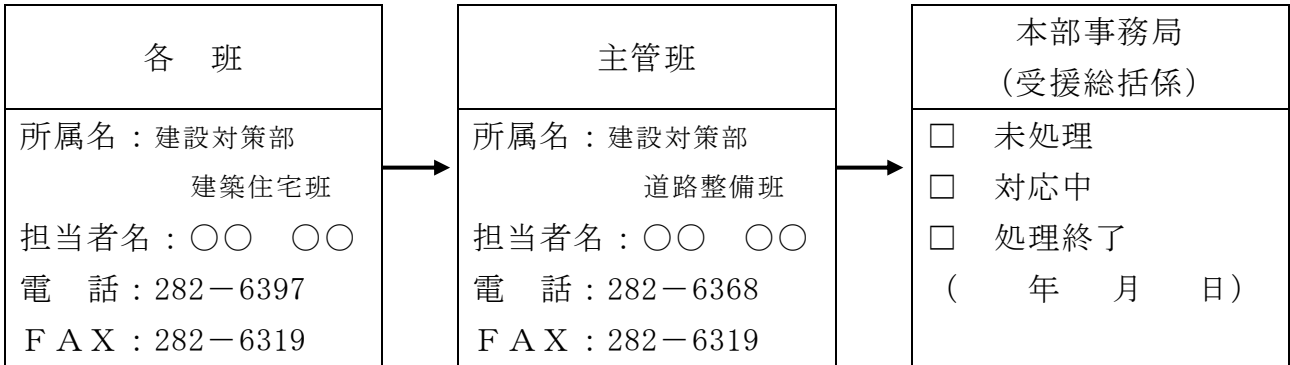 各　班
所属名：建設対策部
建築住宅班
担当者名：○○　○○
電　話：282－6397
ＦＡＸ：282－6319
主管班
所属名：建設対策部
道路整備班
担当者名：○○　○○
電　話：282－6368
ＦＡＸ：282－6319
本部事務局
（受援総括係）
□　未処理
□　対応中
□　処理終了
（　　年　月　　日）